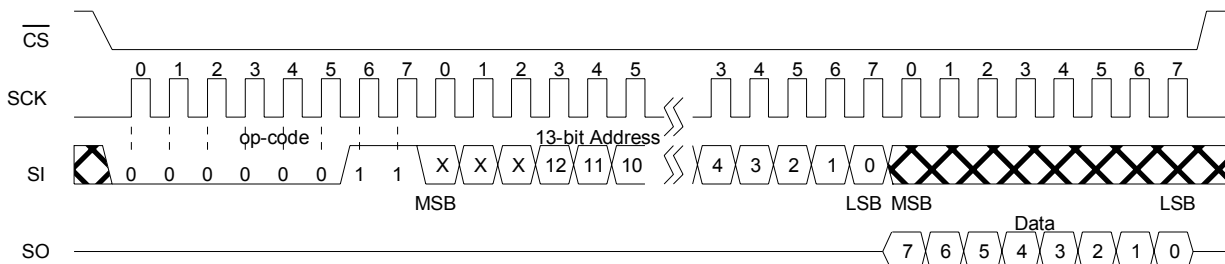 CS
0 1 2 3 4 5 6 7 0 1 2 3 4 5 3 4 5 6 7 0 1 2 3 4 5 6 7
SCK
op-code 13-bit Address
SI 0 0 0 0 0 0 1 1 X X X 12 11 10 4 3 2 1 0
MSB LSB MSB LSB
Data
SO 7 6 5 4 3 2 1 0